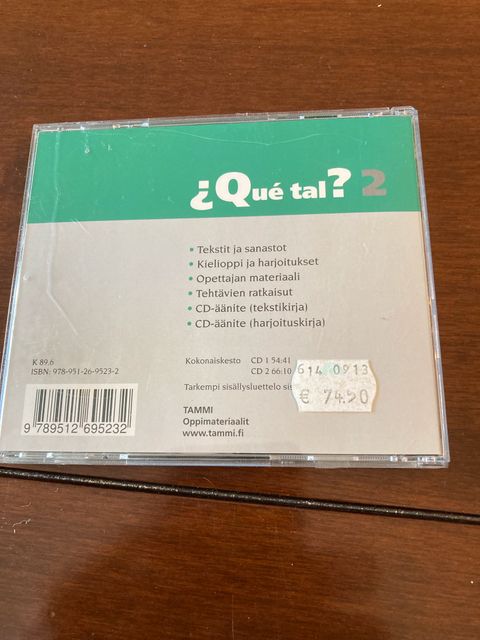 ¿Qué tal? 2
• Tekstit ja sanastot
• Kielioppi ja harjoitukset
• Opettajan materiaali
• Tehtävien ratkaisut
• CD-äänite (tekstikirja)
• CD-äänite (harjoituskirja)
K 89.6
ISBN: 978-951-26-9523-2
Kokonaiskesto CD 1 54:41
CD 2 66:10
614 0913
€ 74.90
Tarkempi sisällysluettelo
TAMMI
Oppimateriaalit
www.tammi.fi
9 789512 695232